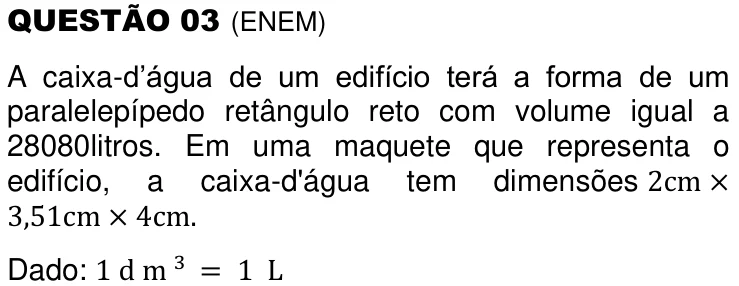 QUESTÃO 03 (ENEM)
A caixa-d’água de um edifício terá a forma de um
paralelepípedo retângulo reto com volume igual a
28080litros. Em uma maquete que representa o
edifício, a caixa-d'água tem dimensões 2cm ×
3,51cm × 4cm.
Dado: 1 d m ³ = 1 L